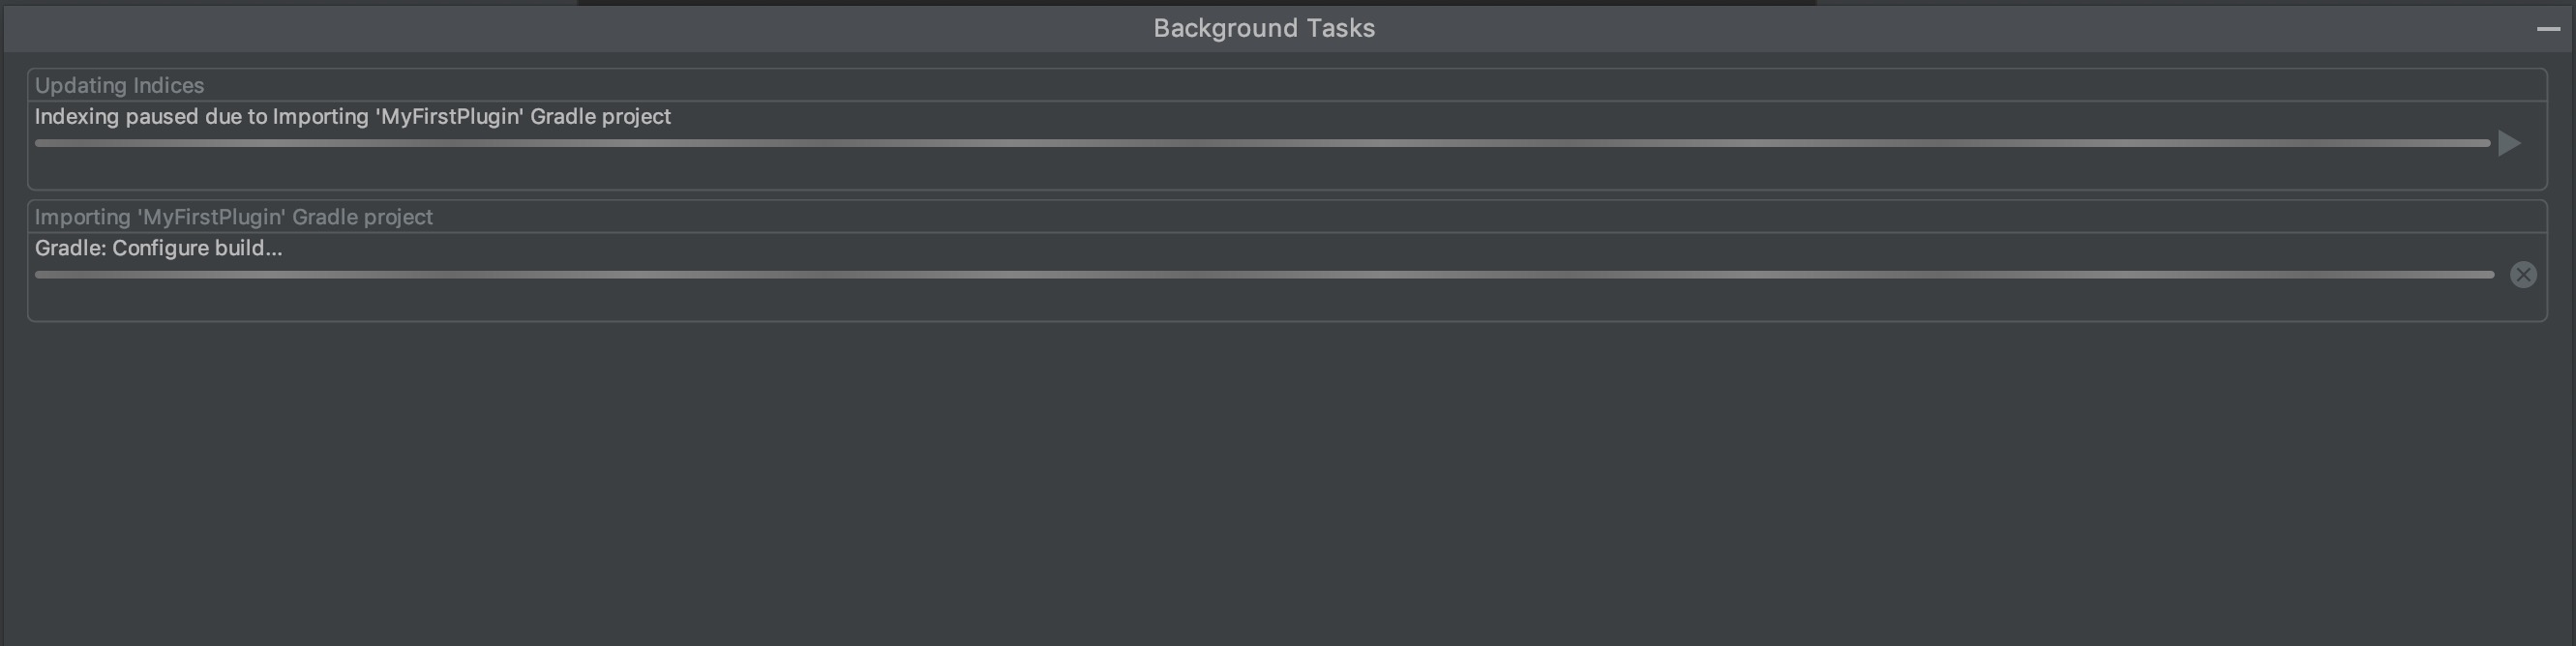 Background Tasks
Updating Indices
Indexing paused due to Importing 'MyFirstPlugin' Gradle project
Importing 'MyFirstPlugin' Gradle project
Gradle: Configure build...